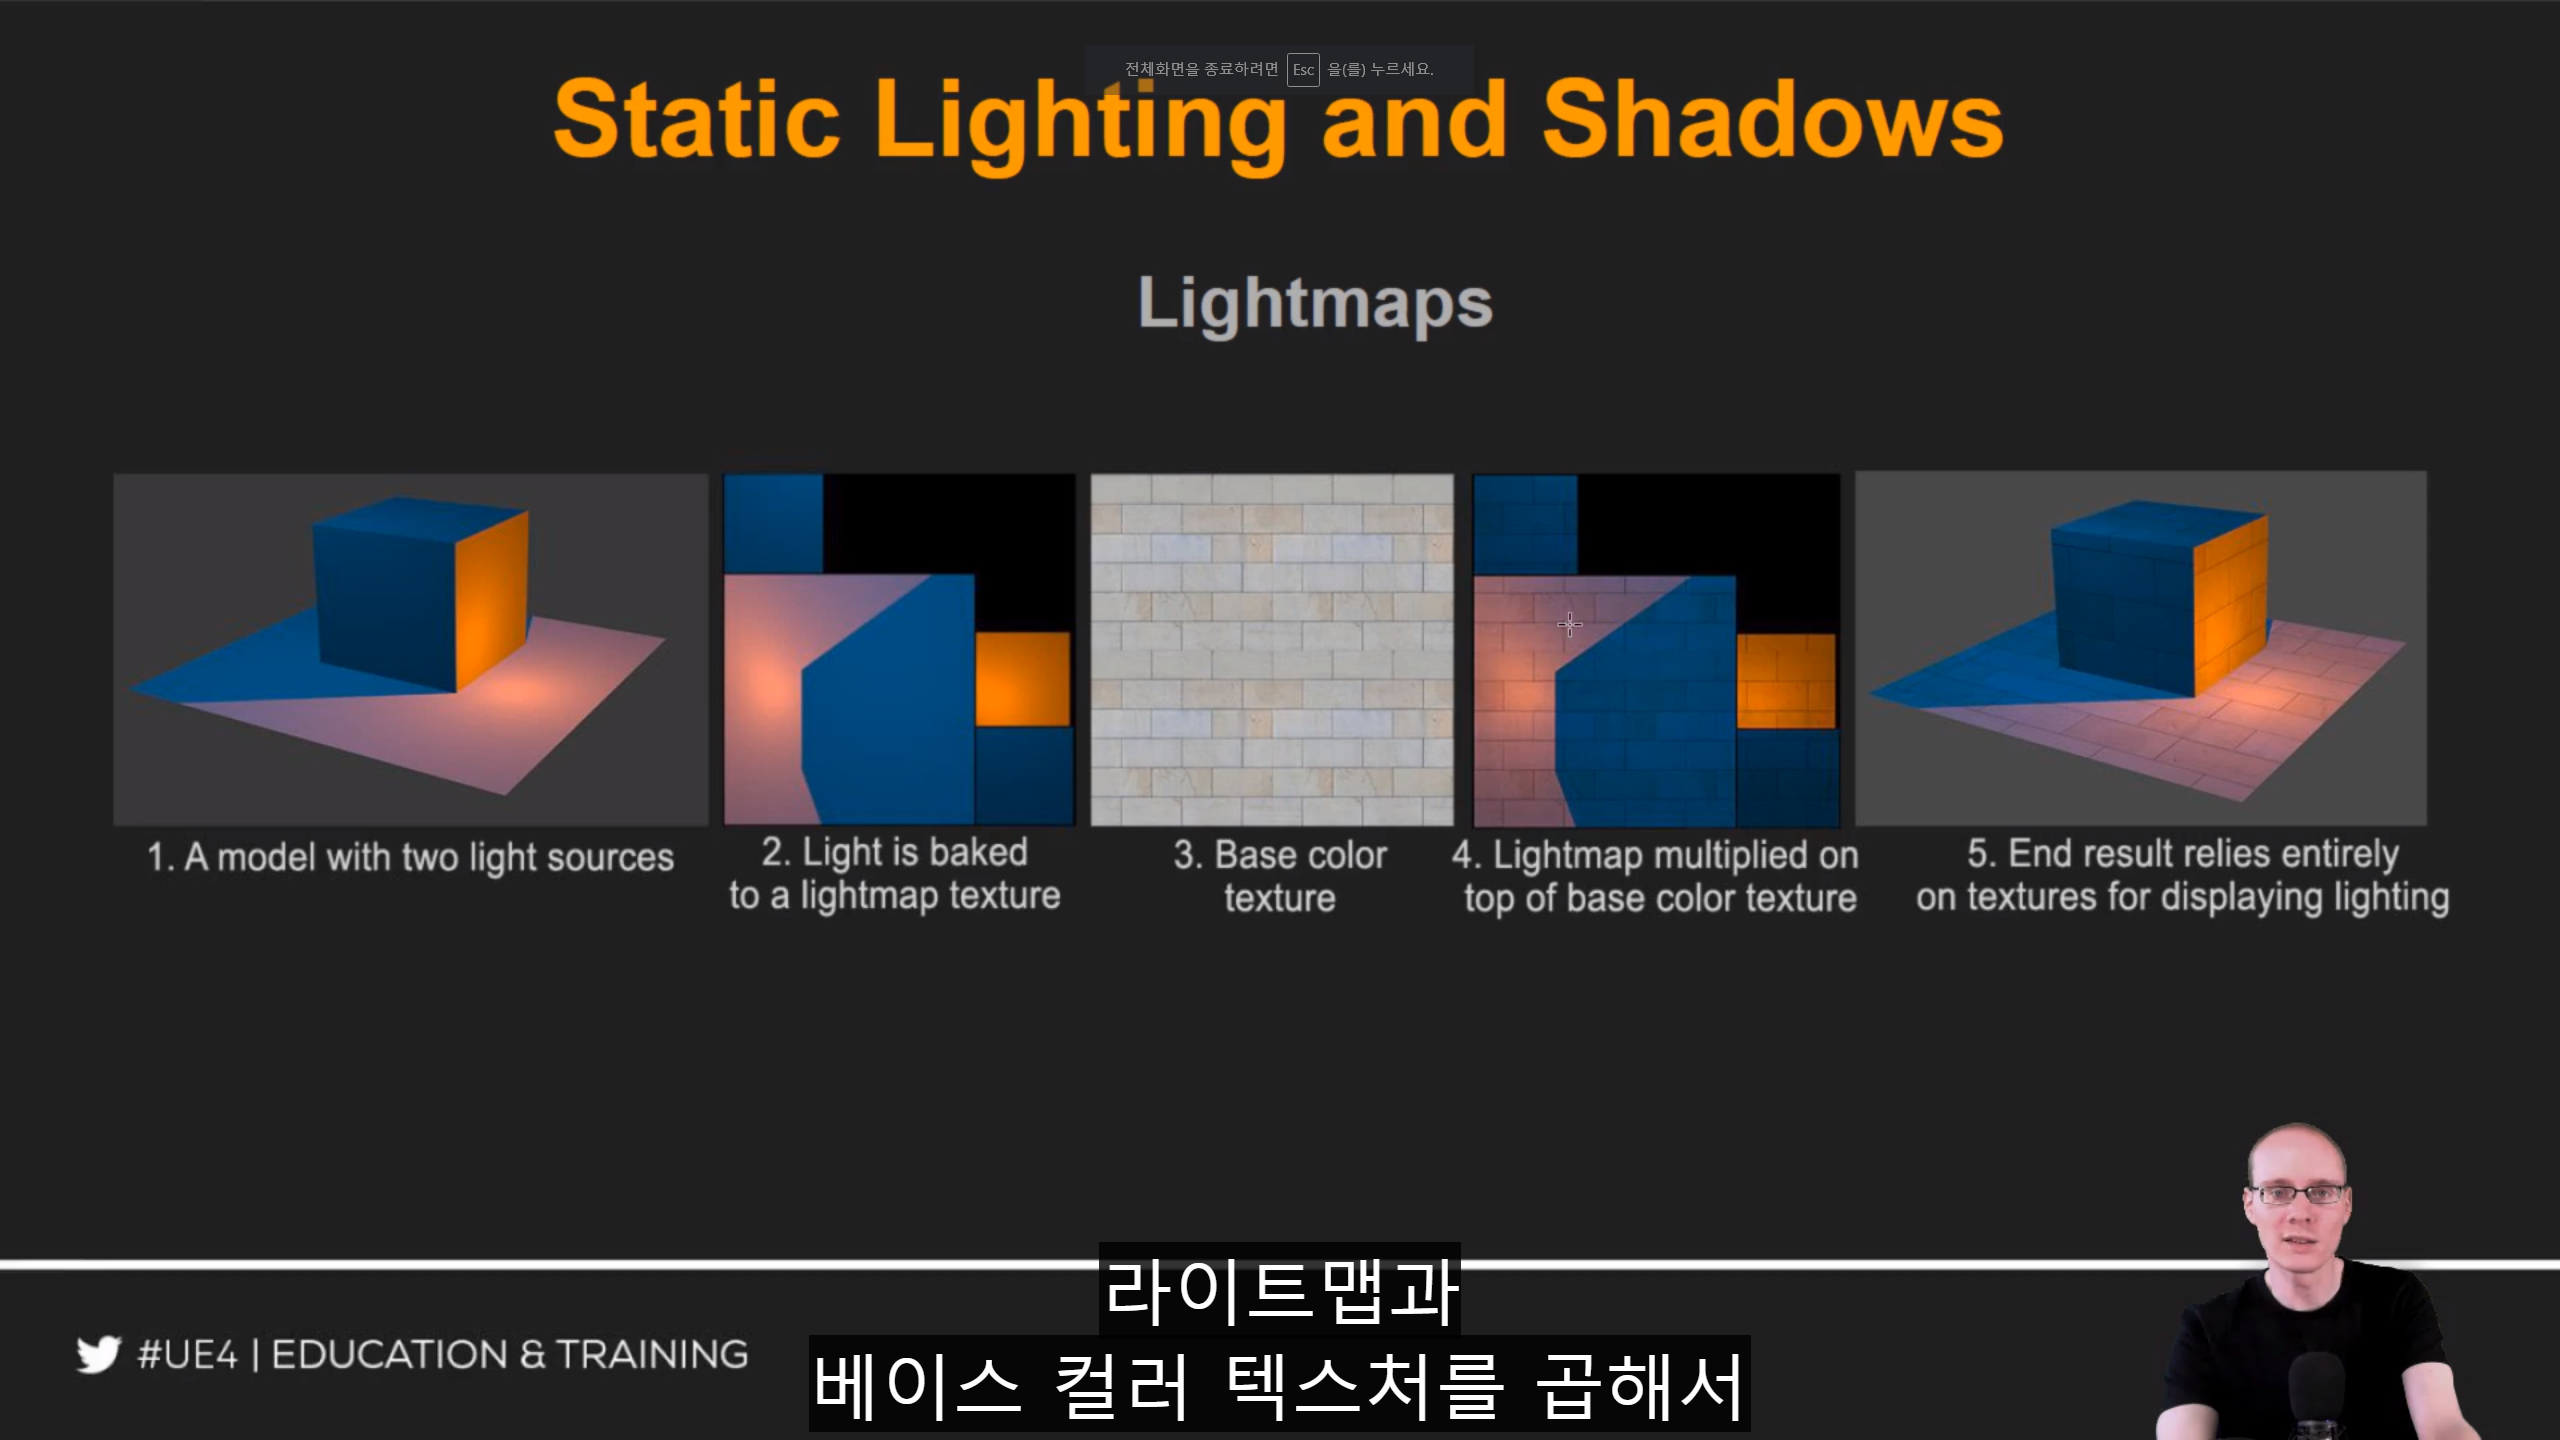 전체화면을 종료하려면 Esc 을(를) 누르세요.
Static Lighting and Shadows
Lightmaps
1. A model with two light sources
2. Light is baked
to a lightmap texture
3. Base color
texture
4. Lightmap multiplied on
top of base color texture
5. End result relies entirely
on textures for displaying lighting
라이트맵과
베이스 컬러 텍스처를 곱해서
#UE4 | EDUCATION & TRAINING